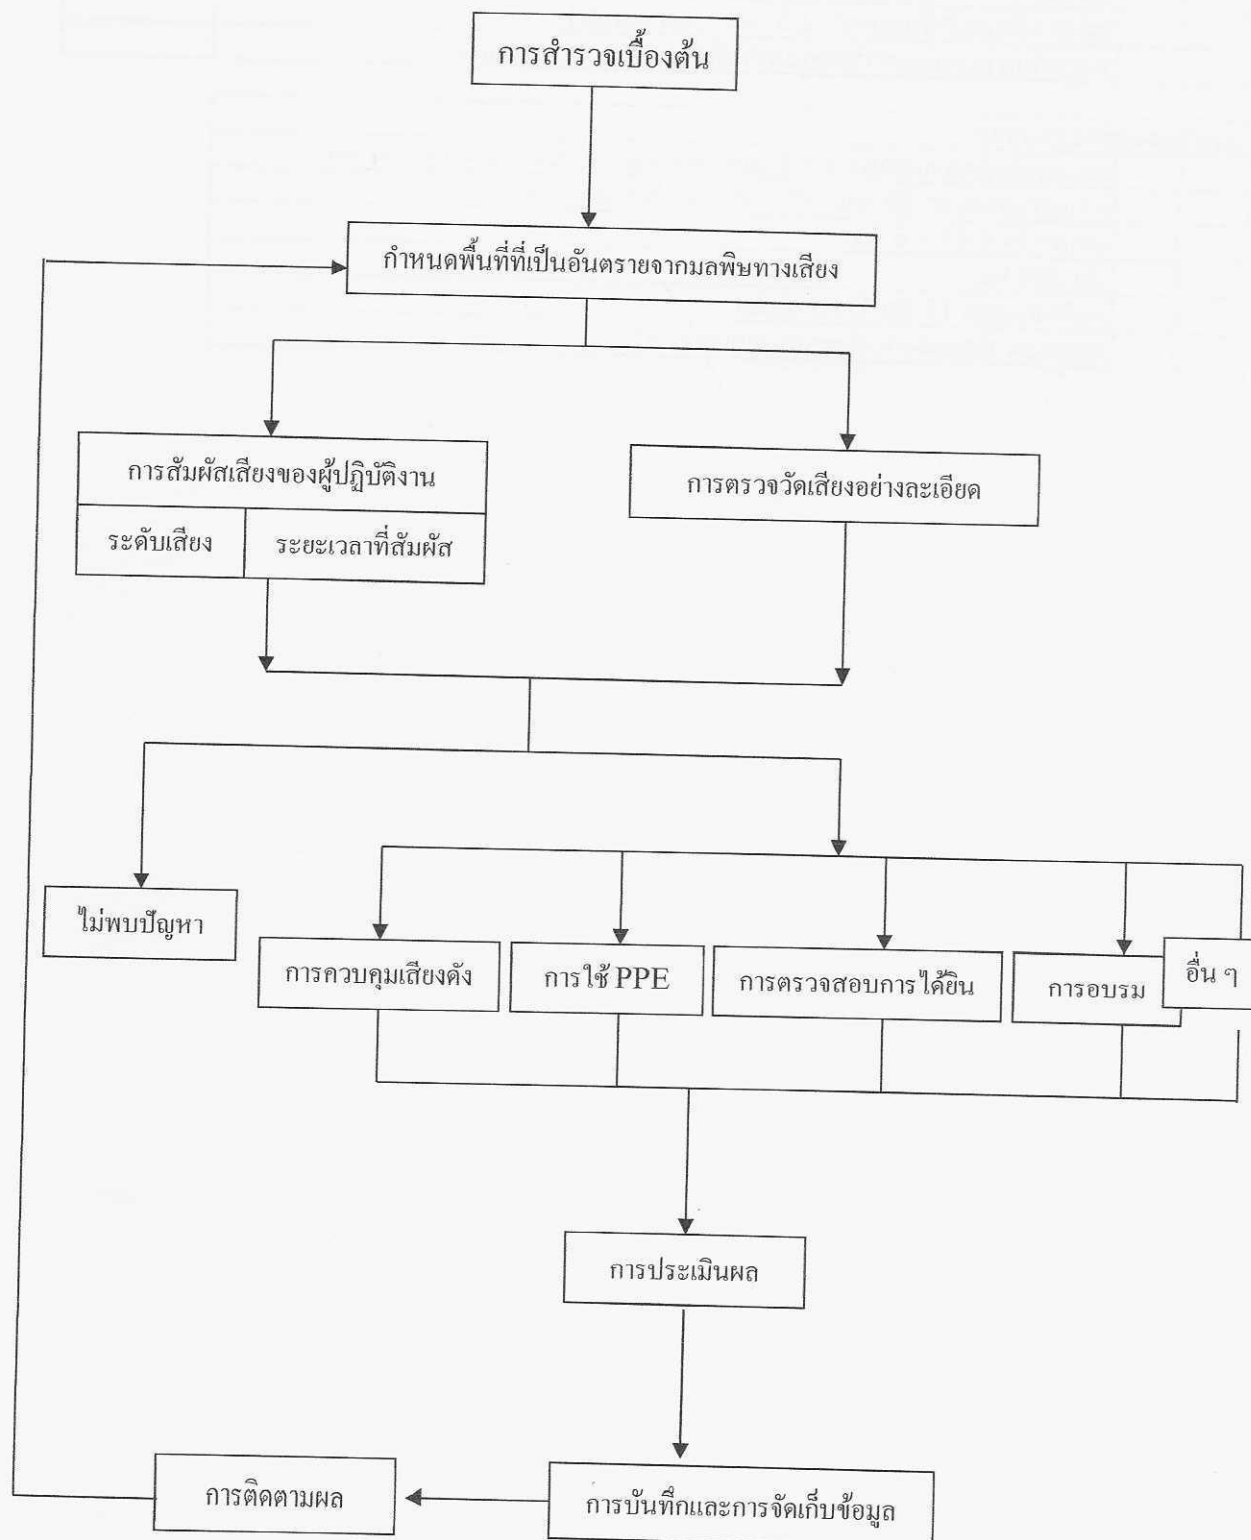 การสำรวจเบื้องต้น
กำหนดพื้นที่ที่เป็นอันตรายจากมลพิษทางเสียง
การสัมผัสเสียงของผู้ปฏิบัติงาน
การตรวจวัดเสียงอย่างละเอียด
ระดับเสียง
ระยะเวลาที่สัมผัส
ไม่พบปัญหา
การควบคุมเสียงดัง
การใช้ PPE
การตรวจสอบการได้ยิน
การอบรม
อื่น ๆ
การประเมินผล
การติดตามผล
การบันทึกและการจัดเก็บข้อมูล